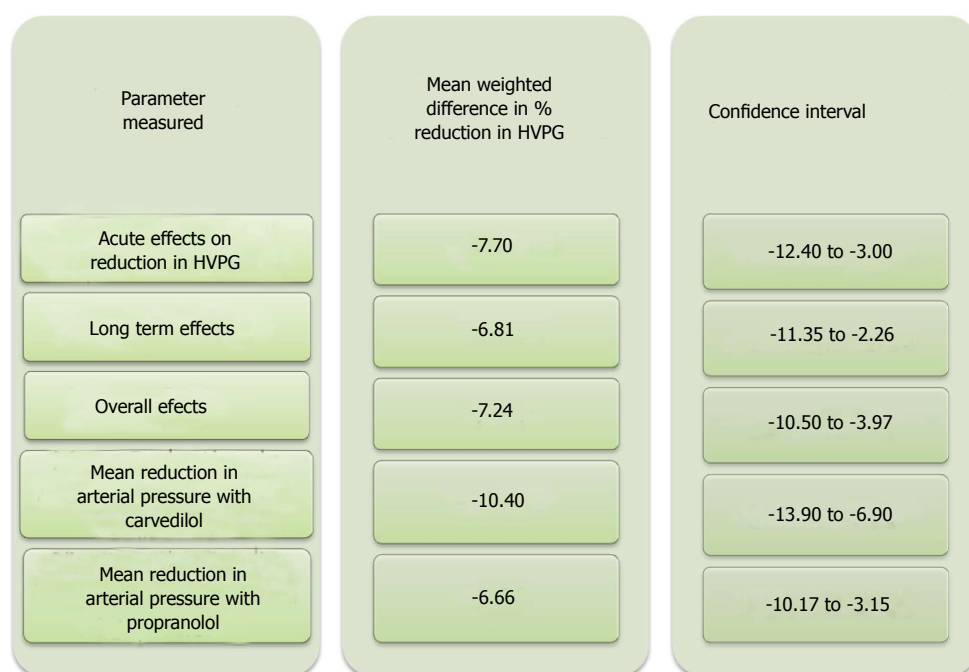 Parameter
measured
Mean weighted
difference in %
reduction in HVPG
Confidence interval
Acute effects on
reduction in HVPG
-7.70
-12.40 to -3.00
Long term effects
-6.81
-11.35 to -2.26
Overall efects
-7.24
-10.50 to -3.97
Mean reduction in
arterial pressure with
carvedilol
-10.40
-13.90 to -6.90
Mean reduction in
arterial pressure with
propranolol
-6.66
-10.17 to -3.15